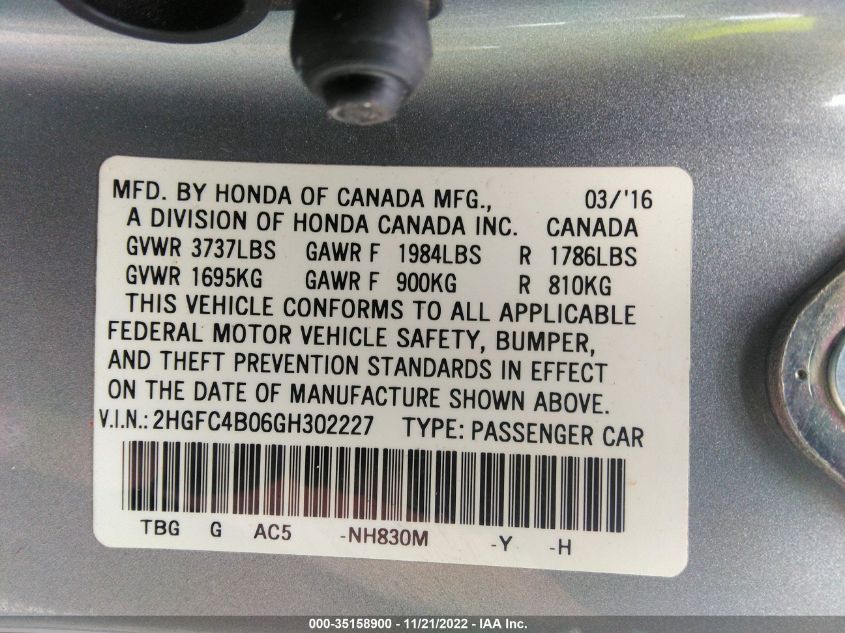 MFD. BY HONDA OF CANADA MFG., 03/'16
A DIVISION OF HONDA CANADA INC. CANADA
GVWR 3737LBS GAWR F 1984LBS R 1786LBS
GVWR 1695KG GAWR F 900KG R 810KG
THIS VEHICLE CONFORMS TO ALL APPLICABLE
FEDERAL MOTOR VEHICLE SAFETY, BUMPER,
AND THEFT PREVENTION STANDARDS IN EFFECT
ON THE DATE OF MANUFACTURE SHOWN ABOVE.
V.I.N.: 2HGFC4B06GH302227 TYPE: PASSENGER CAR
TBG G AC5 -NH830M -Y -H
000-35158900 - 11/21/2022 - IAA Inc.